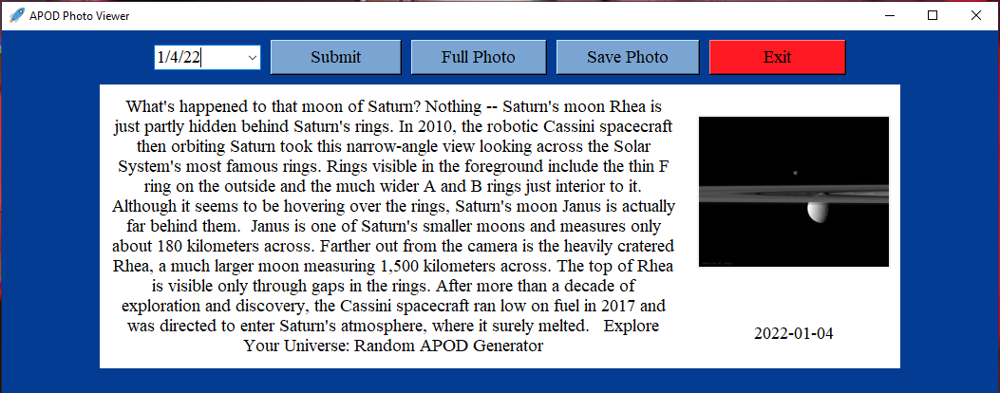 APOD Photo Viewer
1/4/22 Submit Full Photo Save Photo Exit
What's happened to that moon of Saturn? Nothing -- Saturn's moon Rhea is
just partly hidden behind Saturn's rings. In 2010, the robotic Cassini spacecraft
then orbiting Saturn took this narrow-angle view looking across the Solar
System's most famous rings. Rings visible in the foreground include the thin F
ring on the outside and the much wider A and B rings just interior to it.
Although it seems to be hovering over the rings, Saturn's moon Janus is actually
far behind them.  Janus is one of Saturn's smaller moons and measures only
about 180 kilometers across. Farther out from the camera is the heavily cratered
Rhea, a much larger moon measuring 1,500 kilometers across. The top of Rhea
is visible only through gaps in the rings. After more than a decade of
exploration and discovery, the Cassini spacecraft ran low on fuel in 2017 and
was directed to enter Saturn's atmosphere, where it surely melted.   Explore
Your Universe: Random APOD Generator
2022-01-04